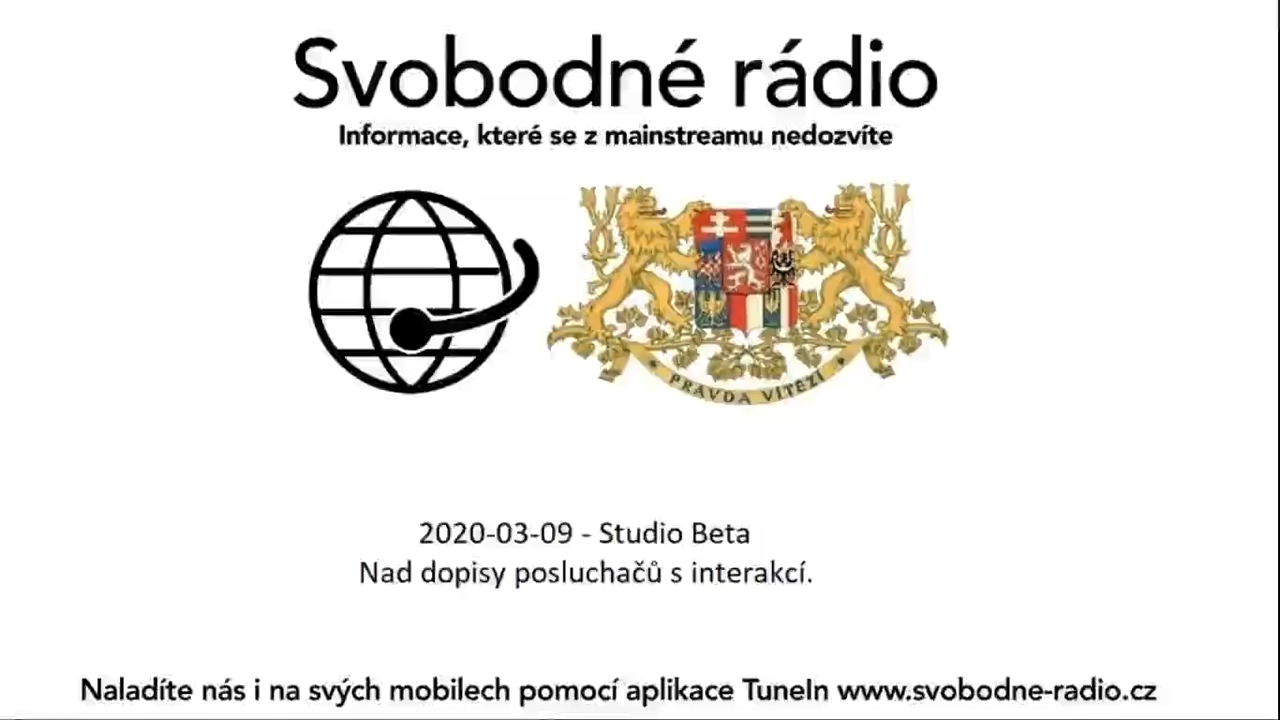 Svobodné rádio
Informace, které se z mainstreamu nedozvíte
PRAVDA VÍTĚZÍ
2020-03-09 - Studio Beta
Nad dopisy posluchačů s interakcí.
Naladíte nás i na svých mobilech pomocí aplikace TuneIn www.svobodne-radio.cz